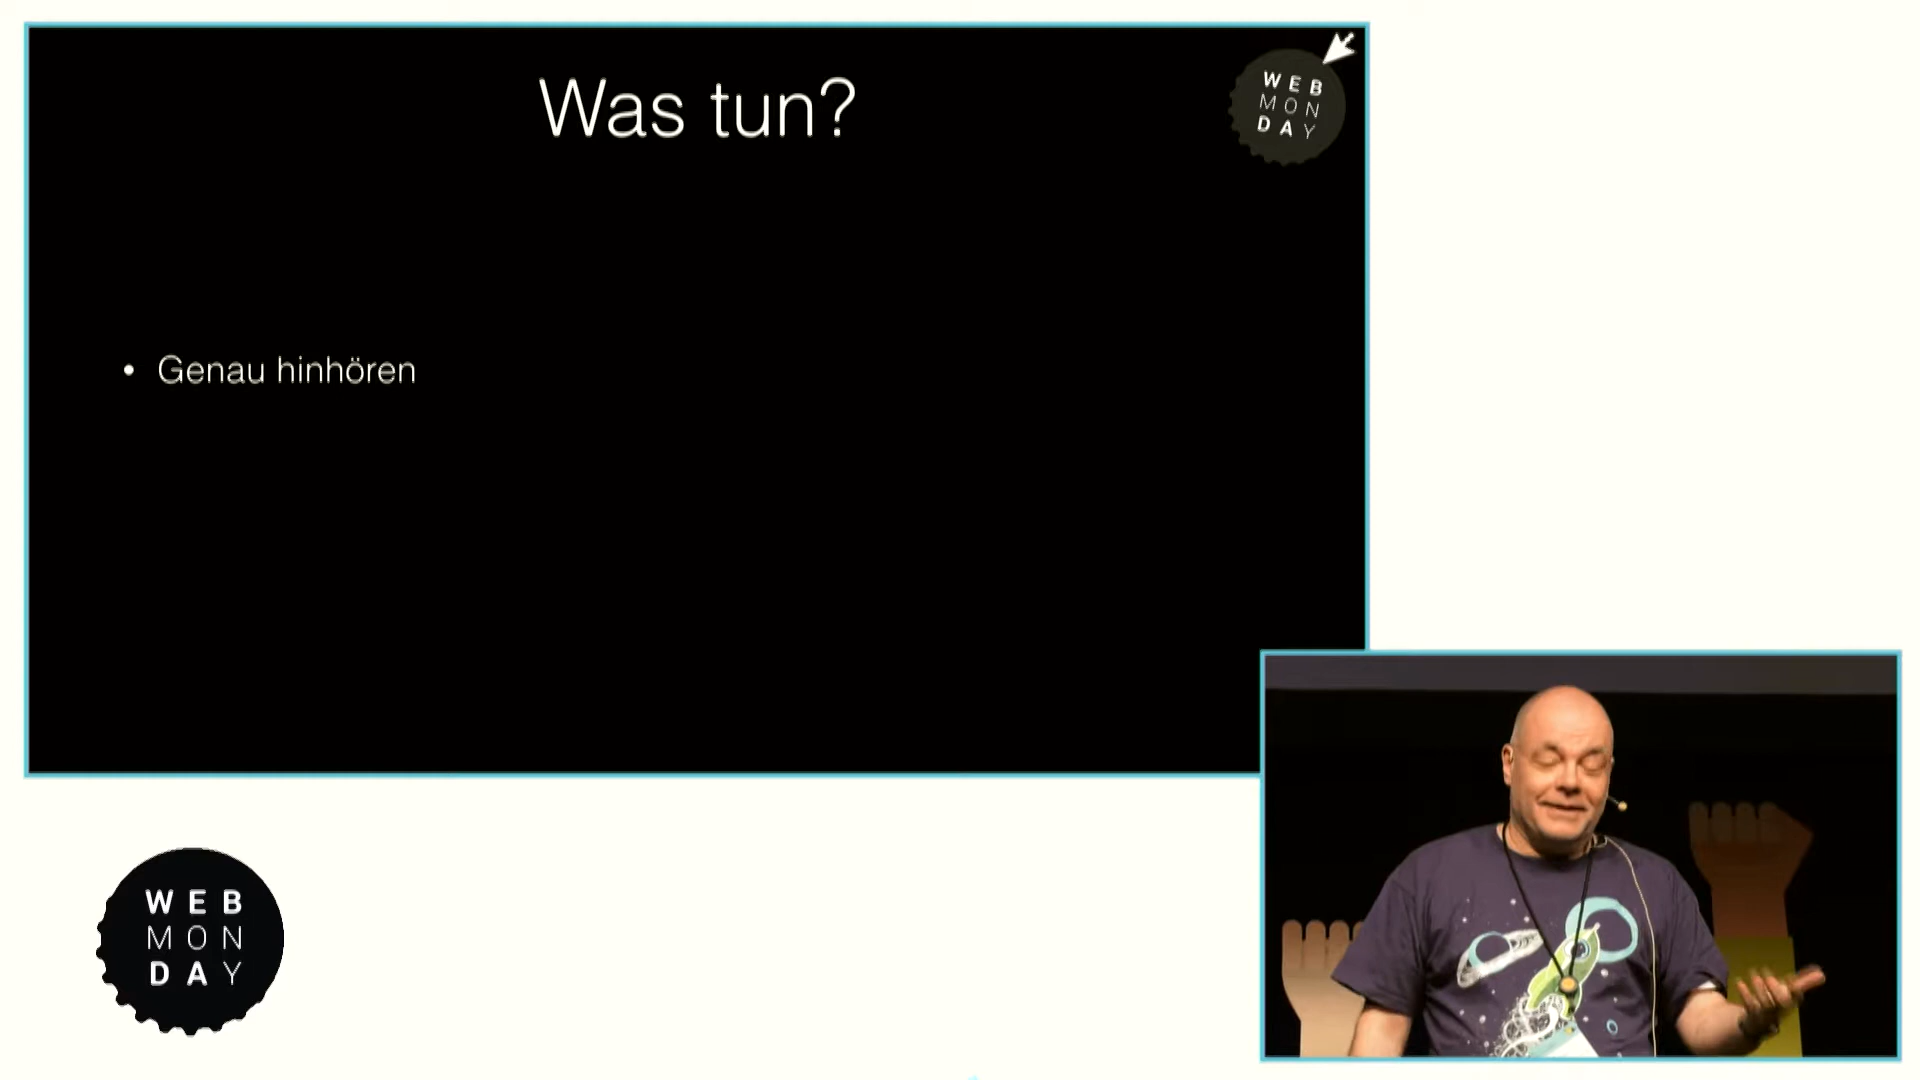 Was tun?
WEB
MON
DAY
• Genau hinhören
WEB
MON
DAY